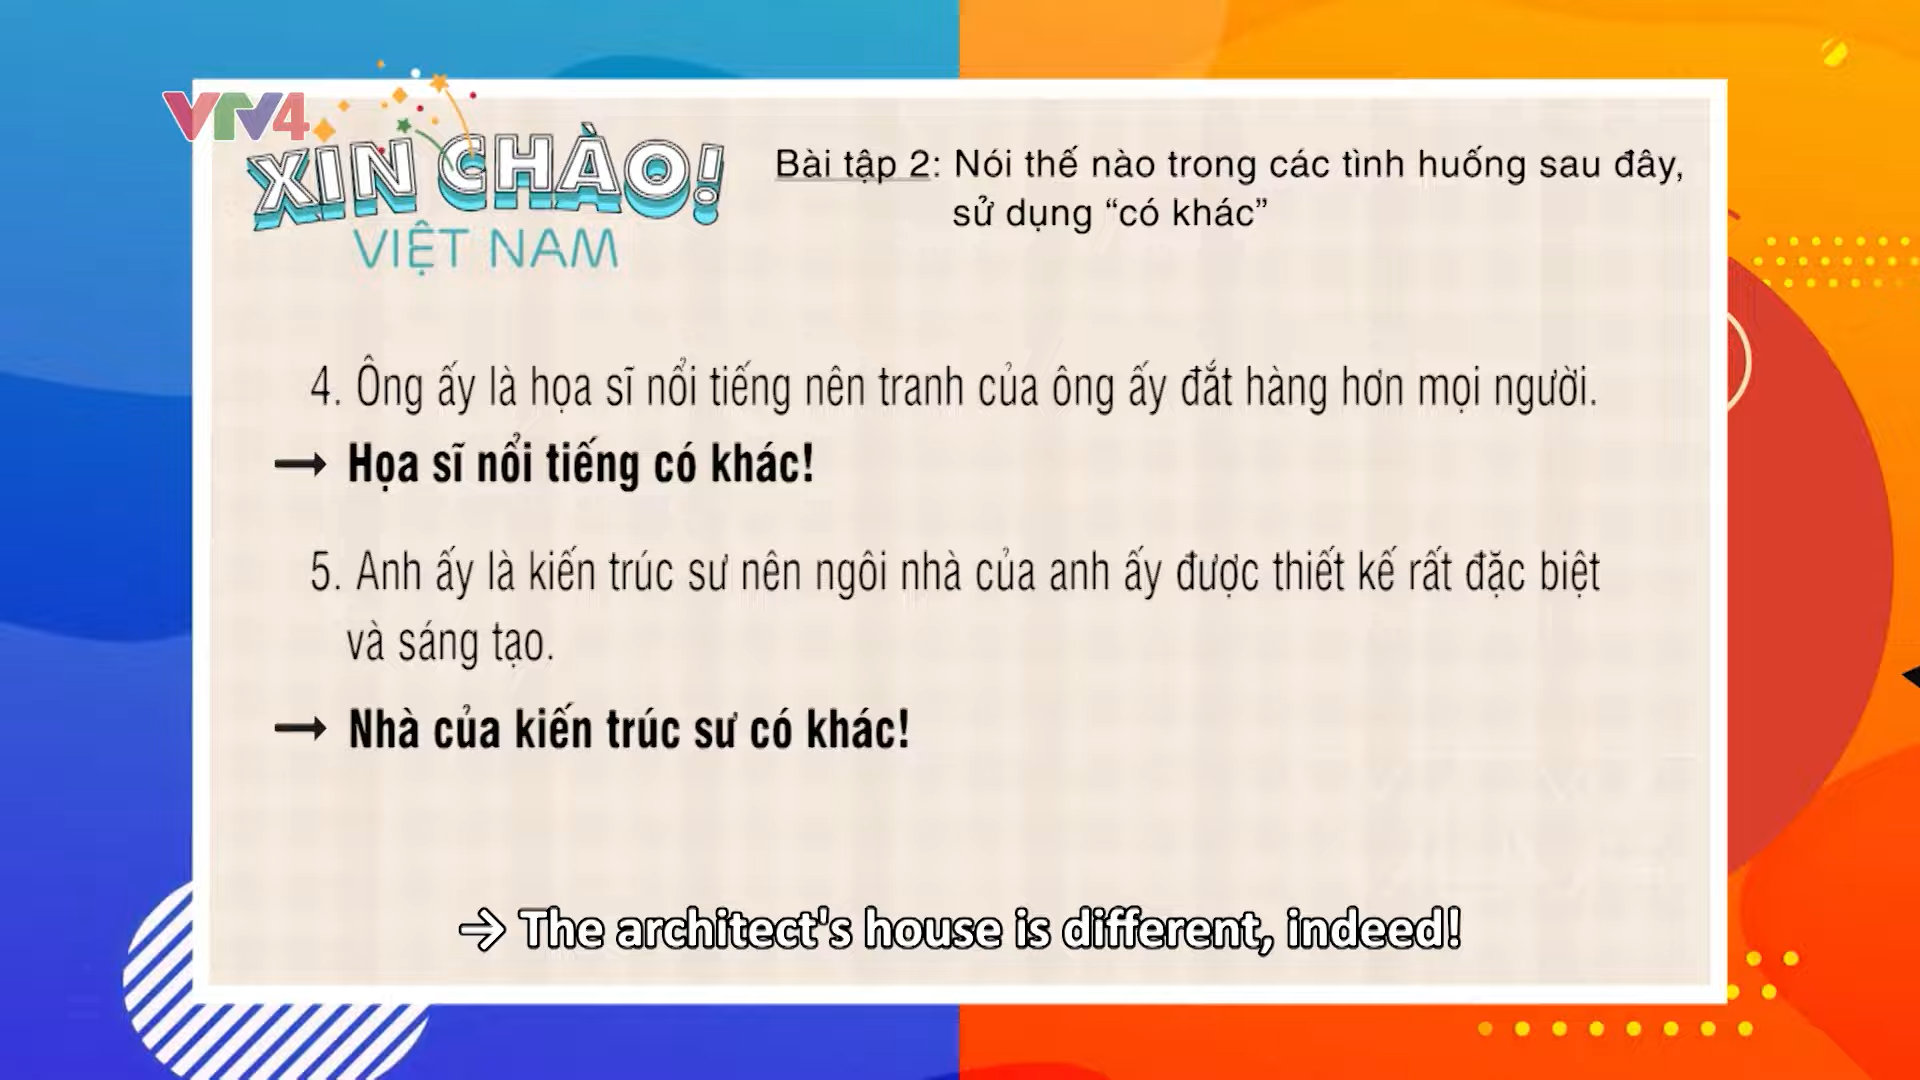 VTV4
XIN CHÀO!
VIỆT NAM
Bài tập 2: Nói thế nào trong các tình huống sau đây,
sử dụng “có khác”
4. Ông ấy là họa sĩ nổi tiếng nên tranh của ông ấy đắt hàng hơn mọi người.
→ Họa sĩ nổi tiếng có khác!
5. Anh ấy là kiến trúc sư nên ngôi nhà của anh ấy được thiết kế rất đặc biệt
và sáng tạo.
→ Nhà của kiến trúc sư có khác!
→ The architect's house is different, indeed!